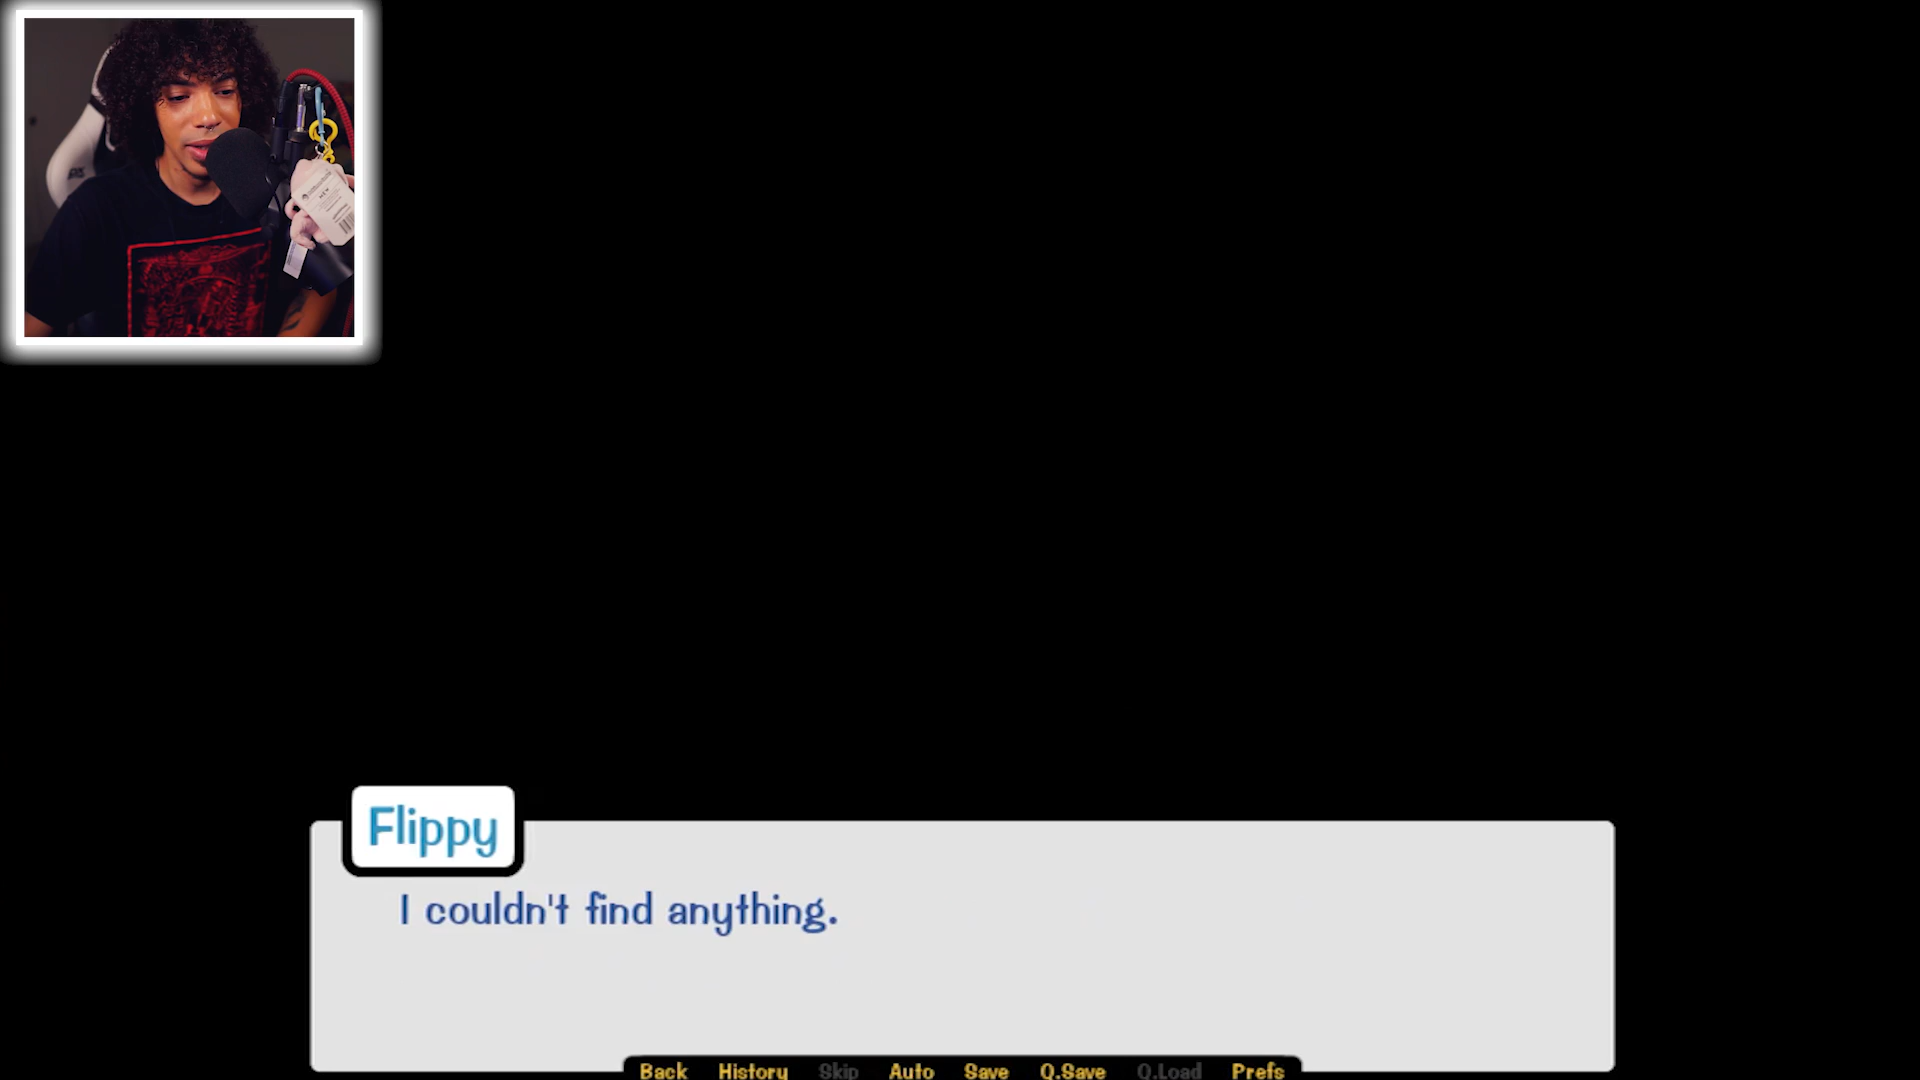 Flippy
I couldn't find anything.
Back History Skip Auto Save Q.Save Q.Load Prefs